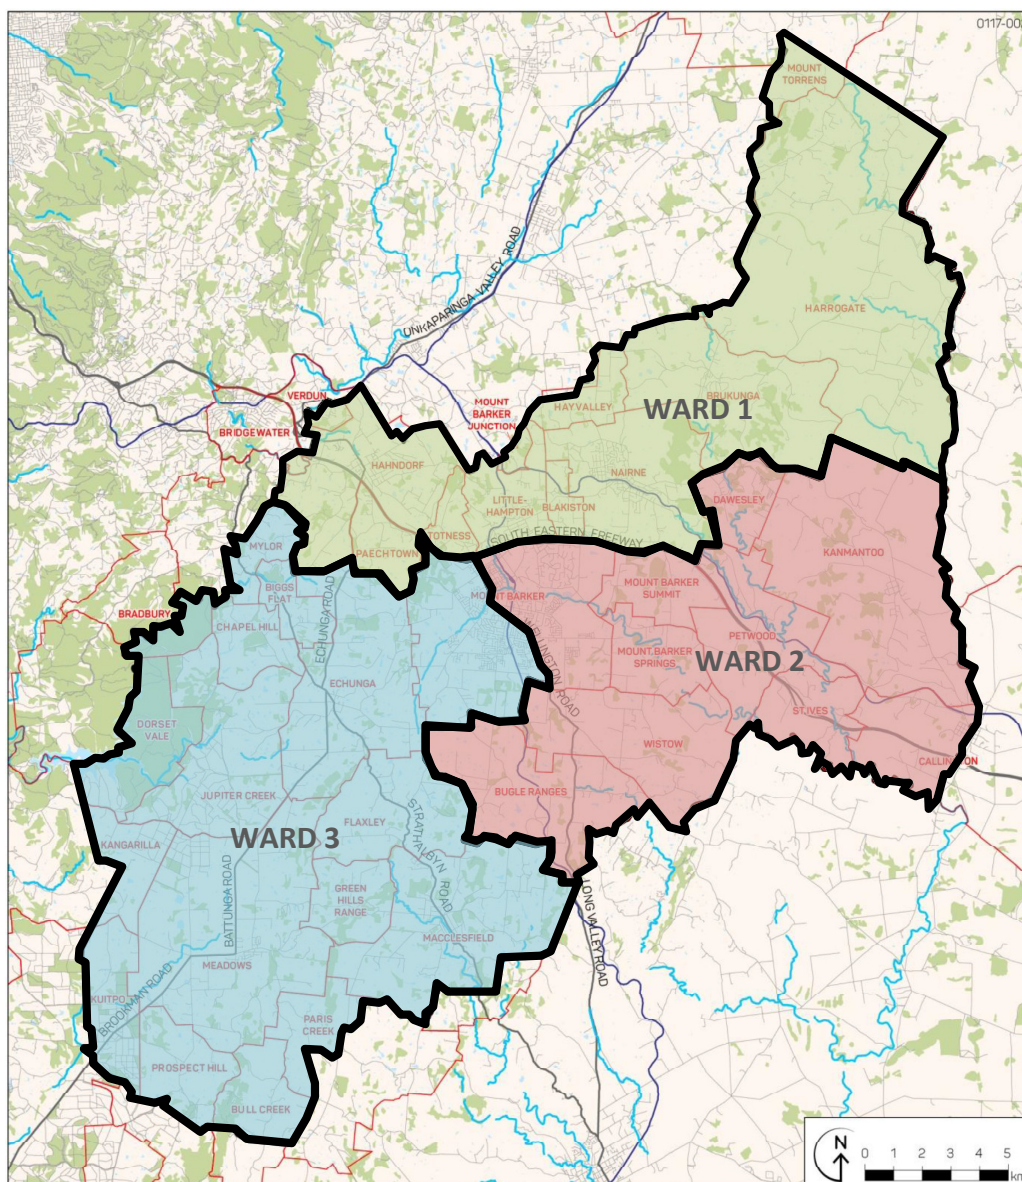 0117-00
MOUNT
TORRENS
UNKAPARINGA VALLEY ROAD
HARROGATE
VERDUN
MOUNT
BARKER
JUNCTION
HAY VALLEY
BRUKUNGA
WARD 1
BRIDGEWATER
HAHNDORF
NAIRNE
LITTLE-
HAMPTON
BLAKISTON
DAWESLEY
TOTNESS
SOUTH EASTERN FREEWAY
MYLOR
PAECHTOWN
KANMANTOO
BIGGS
FLAT
ECHUNGA ROAD
MOUNT BARKER
MOUNT BARKER
SUMMIT
BRADBURY
CHAPEL HILL
PETWOOD
MOUNT BARKER
SPRINGS
WARD 2
ECHUNGA
DORSET
VALE
ST.IVES
WISTOW
CALLINGTON
JUPITER CREEK
BUGLE RANGES
STRATHALBYN ROAD
FLAXLEY
WARD 3
KANGARILLA
BATTUNGA ROAD
GREEN
HILLS
RANGE
LONG VALLEY ROAD
MACCLESFIELD
MEADOWS
BROOKMAN ROAD
PARIS
CREEK
PROSPECT HILL
BULL CREEK
N
0 1 2 3 4 5
km